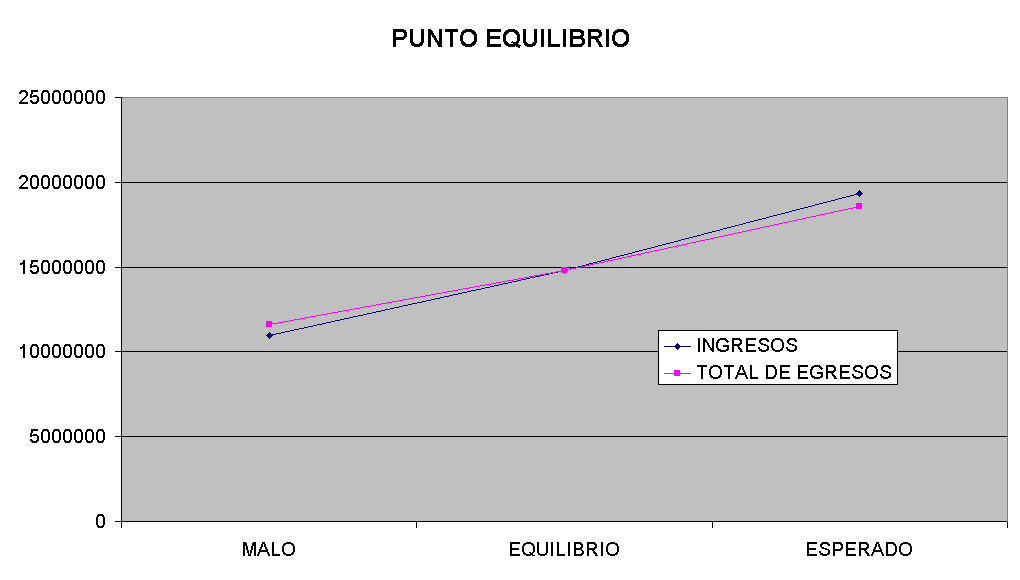 PUNTO EQUILIBRIO
25000000
20000000
15000000
10000000
5000000
0
INGRESOS
TOTAL DE EGRESOS
MALO EQUILIBRIO ESPERADO